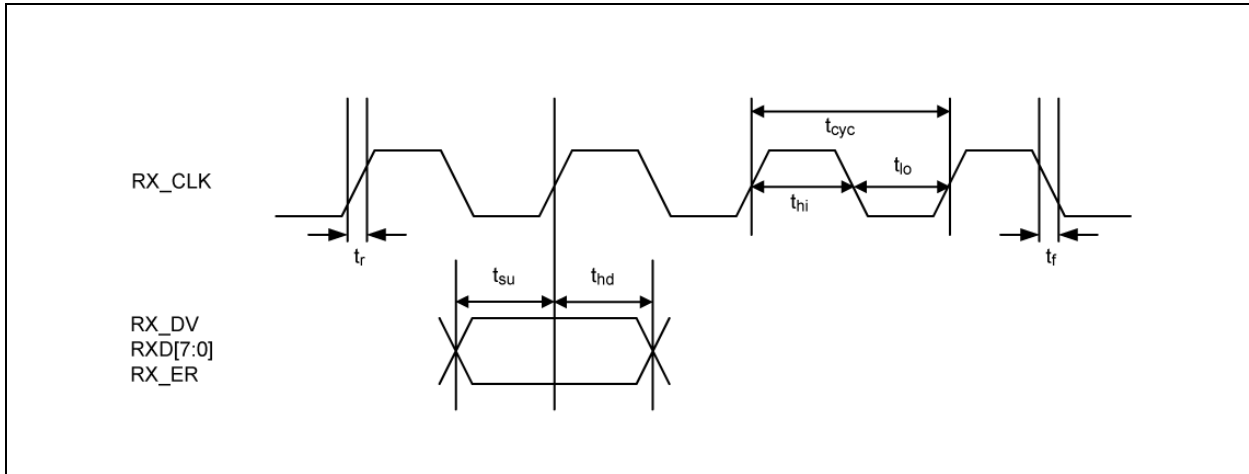 t_cyc
RX_CLK
t_lo
t_hi
t_r
t_f
t_su
t_hd
RX_DV
RXD[7:0]
RX_ER